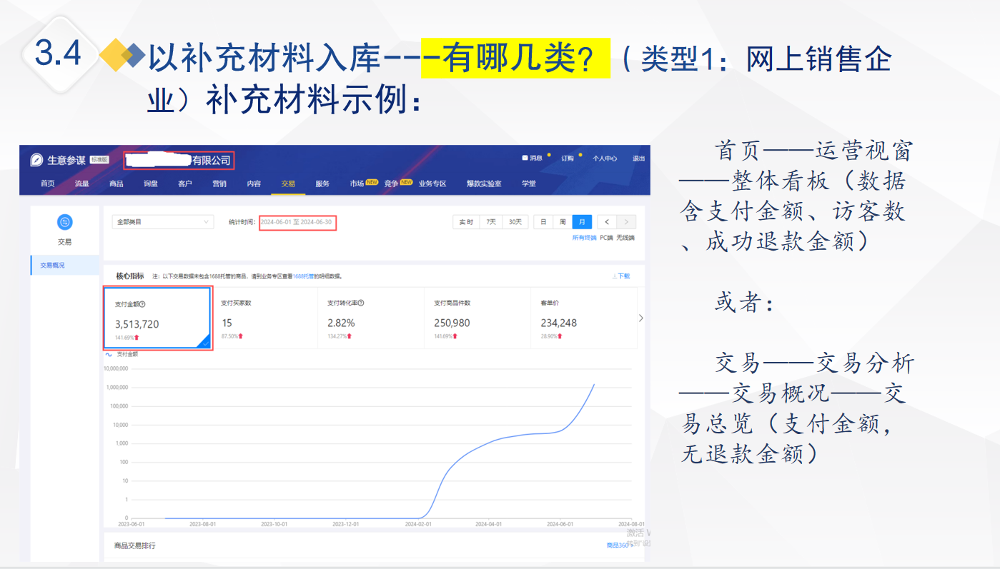 3.4
以补充材料入库---有哪几类？（类型1：网上销售企
业）补充材料示例：
生意参谋 标准版 有限公司
消息 订购 个人中心 退出
首页 流量 商品 询盘 客户 营销 内容 交易 服务 市场 NEW 竞争 NEW 业务专区 爆款实验室 学堂
交易
交易概况
全部类目 统计时间: 2024-06-01 至 2024-06-30 实时 7天 30天 日 周 月 < >
所有终端 PC端 无线端
核心指标 注：以下交易数据未包含1688托管的商品，请到业务专区查看1688托管的明细数据。 下载
支付金额 支付买家数 支付转化率 支付商品件数 客单价
3,513,720 15 2.82% 250,980 234,248
141.69% 87.50% 134.27% 141.69% 28.90%
支付金额
10,000,000
1,000,000
100,000
10,000
1,000
100
10
1
0
2023-06-01 2023-08-01 2023-10-01 2023-12-01 2024-02-01 2024-04-01 2024-06-01 2024-08-01
激活
商品交易排行 商品360 >
首页——运营视窗
——整体看板（数据
含支付金额、访客数
、成功退款金额）
或者：
交易——交易分析
——交易概况——交
易总览（支付金额，
无退款金额）